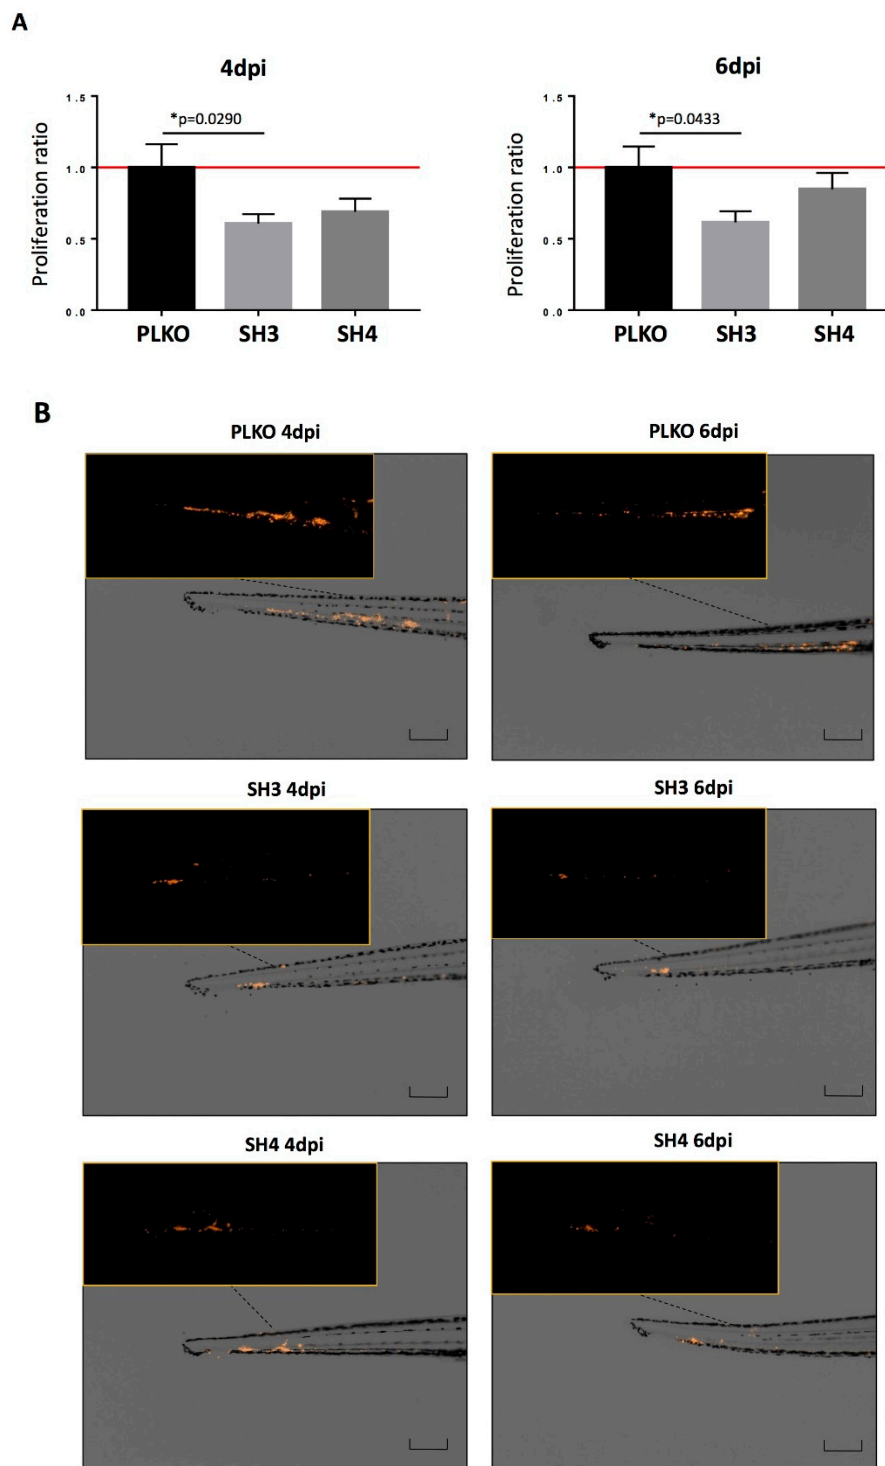 A
4dpi
6dpi
Proliferation ratio
1.5
1.0
0.5
0.0
*p=0.0290
PLKO
SH3
SH4
Proliferation ratio
1.5
1.0
0.5
0.0
*p=0.0433
PLKO
SH3
SH4
B
PLKO 4dpi
PLKO 6dpi
SH3 4dpi
SH3 6dpi
SH4 4dpi
SH4 6dpi